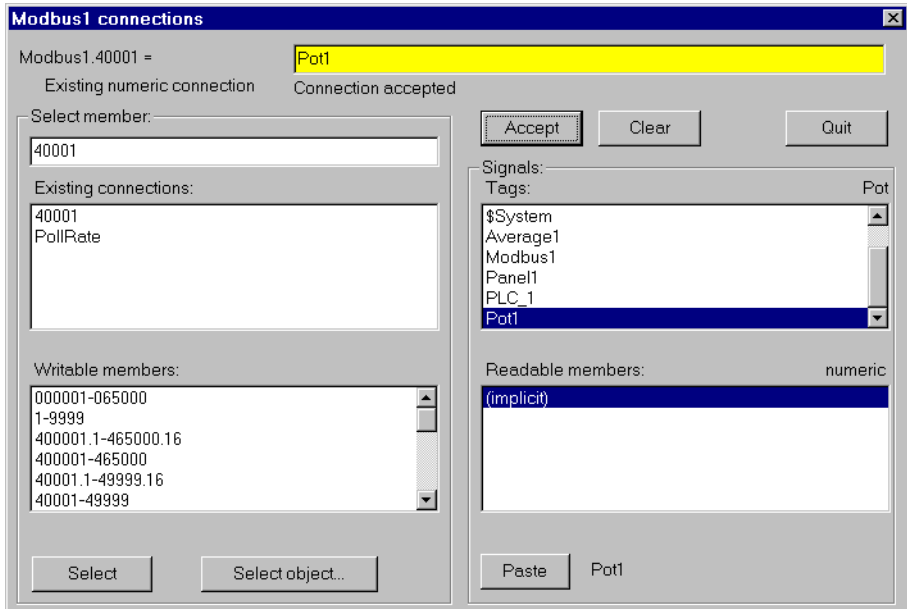 Modbus1 connections
Modbus1.40001 =
Pot1
Existing numeric connection
Connection accepted
Select member:
40001
Existing connections:
40001
PollRate
Writable members:
000001-065000
1-9999
400001.1-465000.16
400001-465000
40001.1-49999.16
40001-49999
Select
Select object...
Accept
Clear
Quit
Signals:
Tags:
Pot
$System
Average1
Modbus1
Panel1
PLC_1
Pot1
Readable members:
numeric
(implicit)
Paste
Pot1